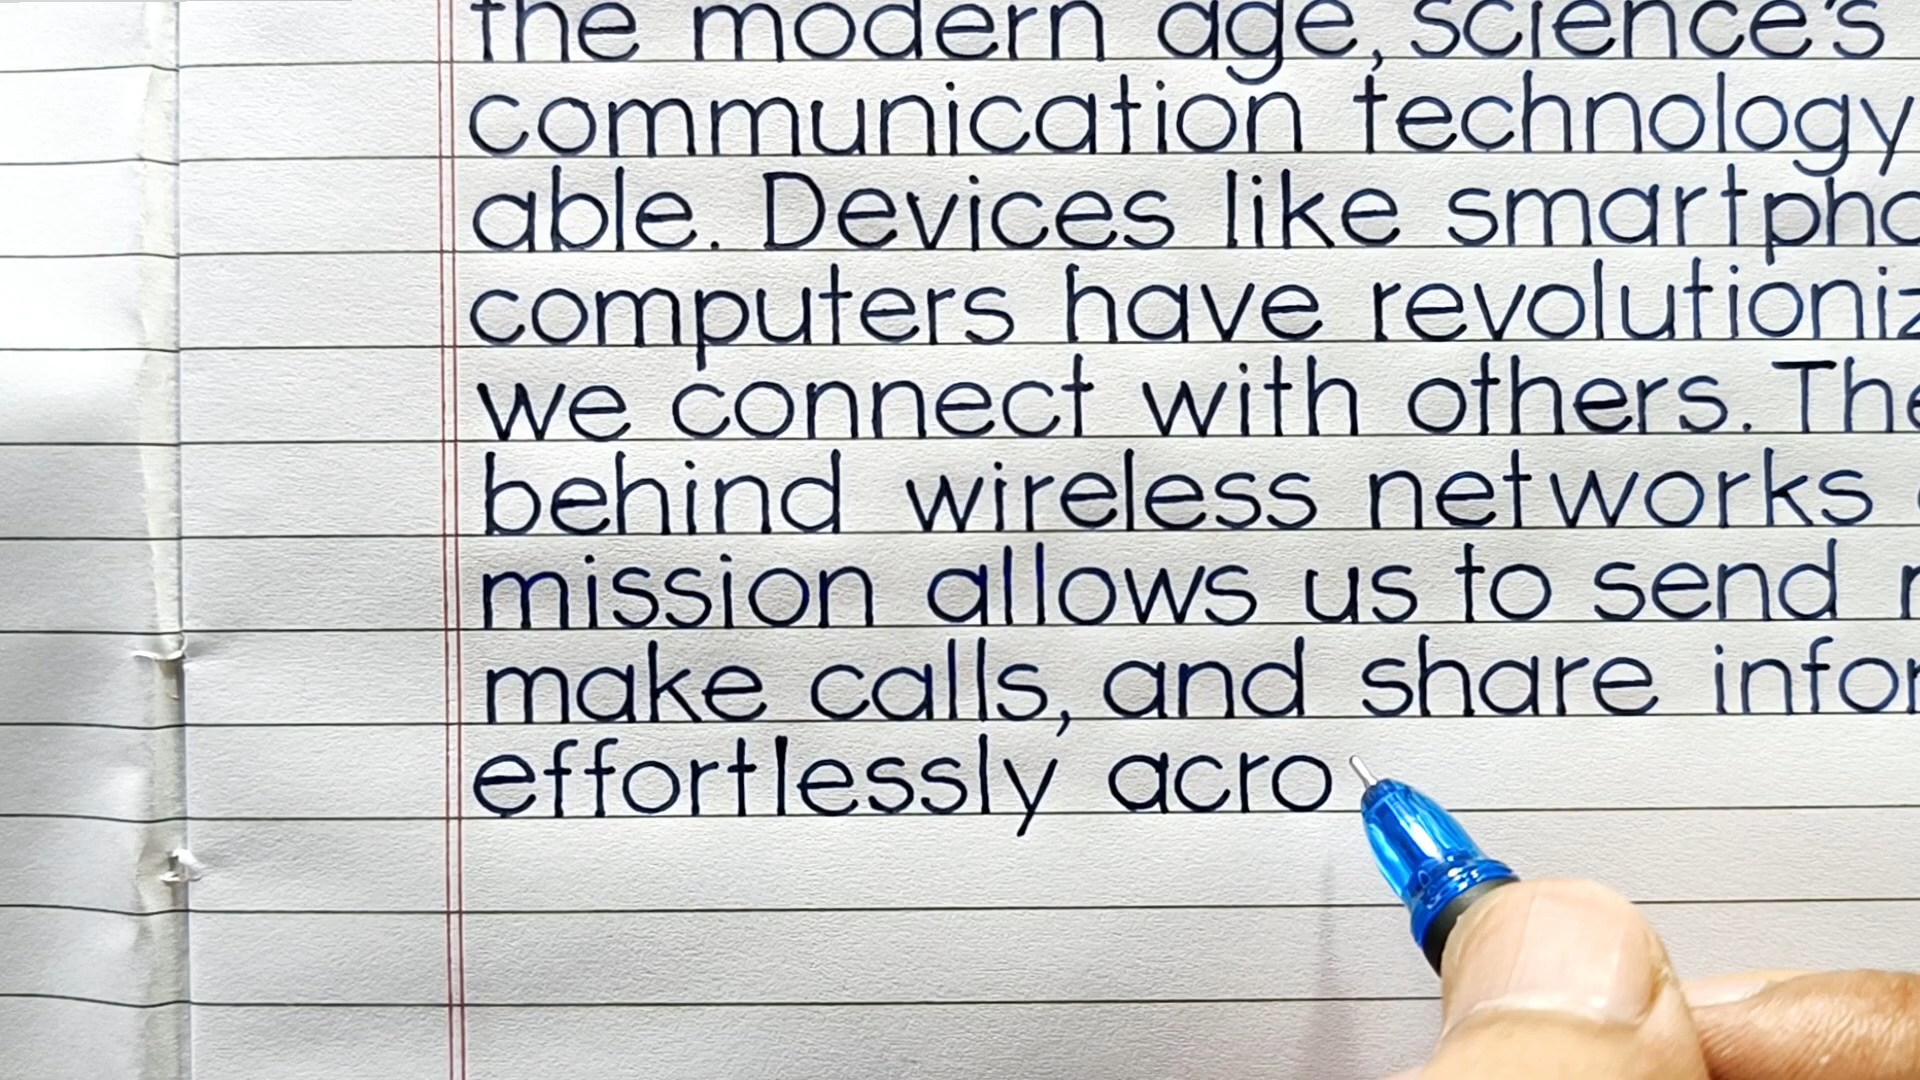 the modern age, science's
communication technology
able. Devices like smartpho
computers have revolutioniz
we connect with others. The
behind wireless networks
mission allows us to send
make calls, and share infor
effortlessly acro